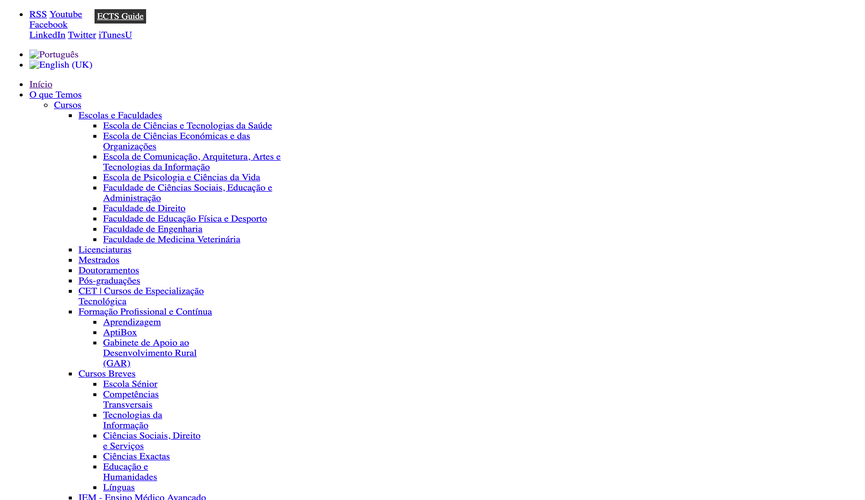 RSS Youtube ECTS Guide
Facebook
LinkedIn Twitter iTunesU
Português
English (UK)
Início
O que Temos
Cursos
Escolas e Faculdades
Escola de Ciências e Tecnologias da Saúde
Escola de Ciências Económicas e das
Organizações
Escola de Comunicação, Arquitetura, Artes e
Tecnologias da Informação
Escola de Psicologia e Ciências da Vida
Faculdade de Ciências Sociais, Educação e
Administração
Faculdade de Direito
Faculdade de Educação Física e Desporto
Faculdade de Engenharia
Faculdade de Medicina Veterinária
Licenciaturas
Mestrados
Doutoramentos
Pós-graduações
CET | Cursos de Especialização
Tecnológica
Formação Profissional e Contínua
Aprendizagem
AptiBox
Gabinete de Apoio ao
Desenvolvimento Rural
(GAR)
Cursos Breves
Escola Sénior
Competências
Transversais
Tecnologias da
Informação
Ciências Sociais, Direito
e Serviços
Ciências Exactas
Educação e
Humanidades
Línguas
IEM - Ensino Médico Avançado